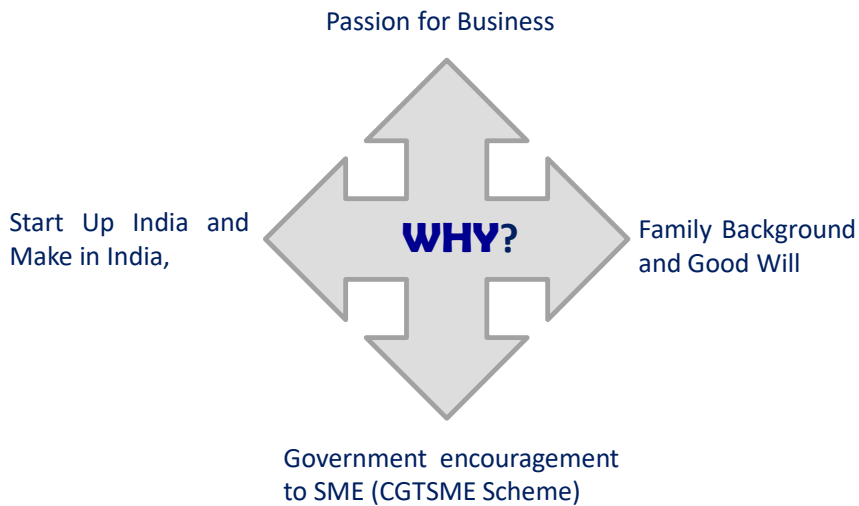 Passion for Business
Start Up India and
Make in India,
WHY?
Family Background
and Good Will
Government encouragement
to SME (CGTSME Scheme)